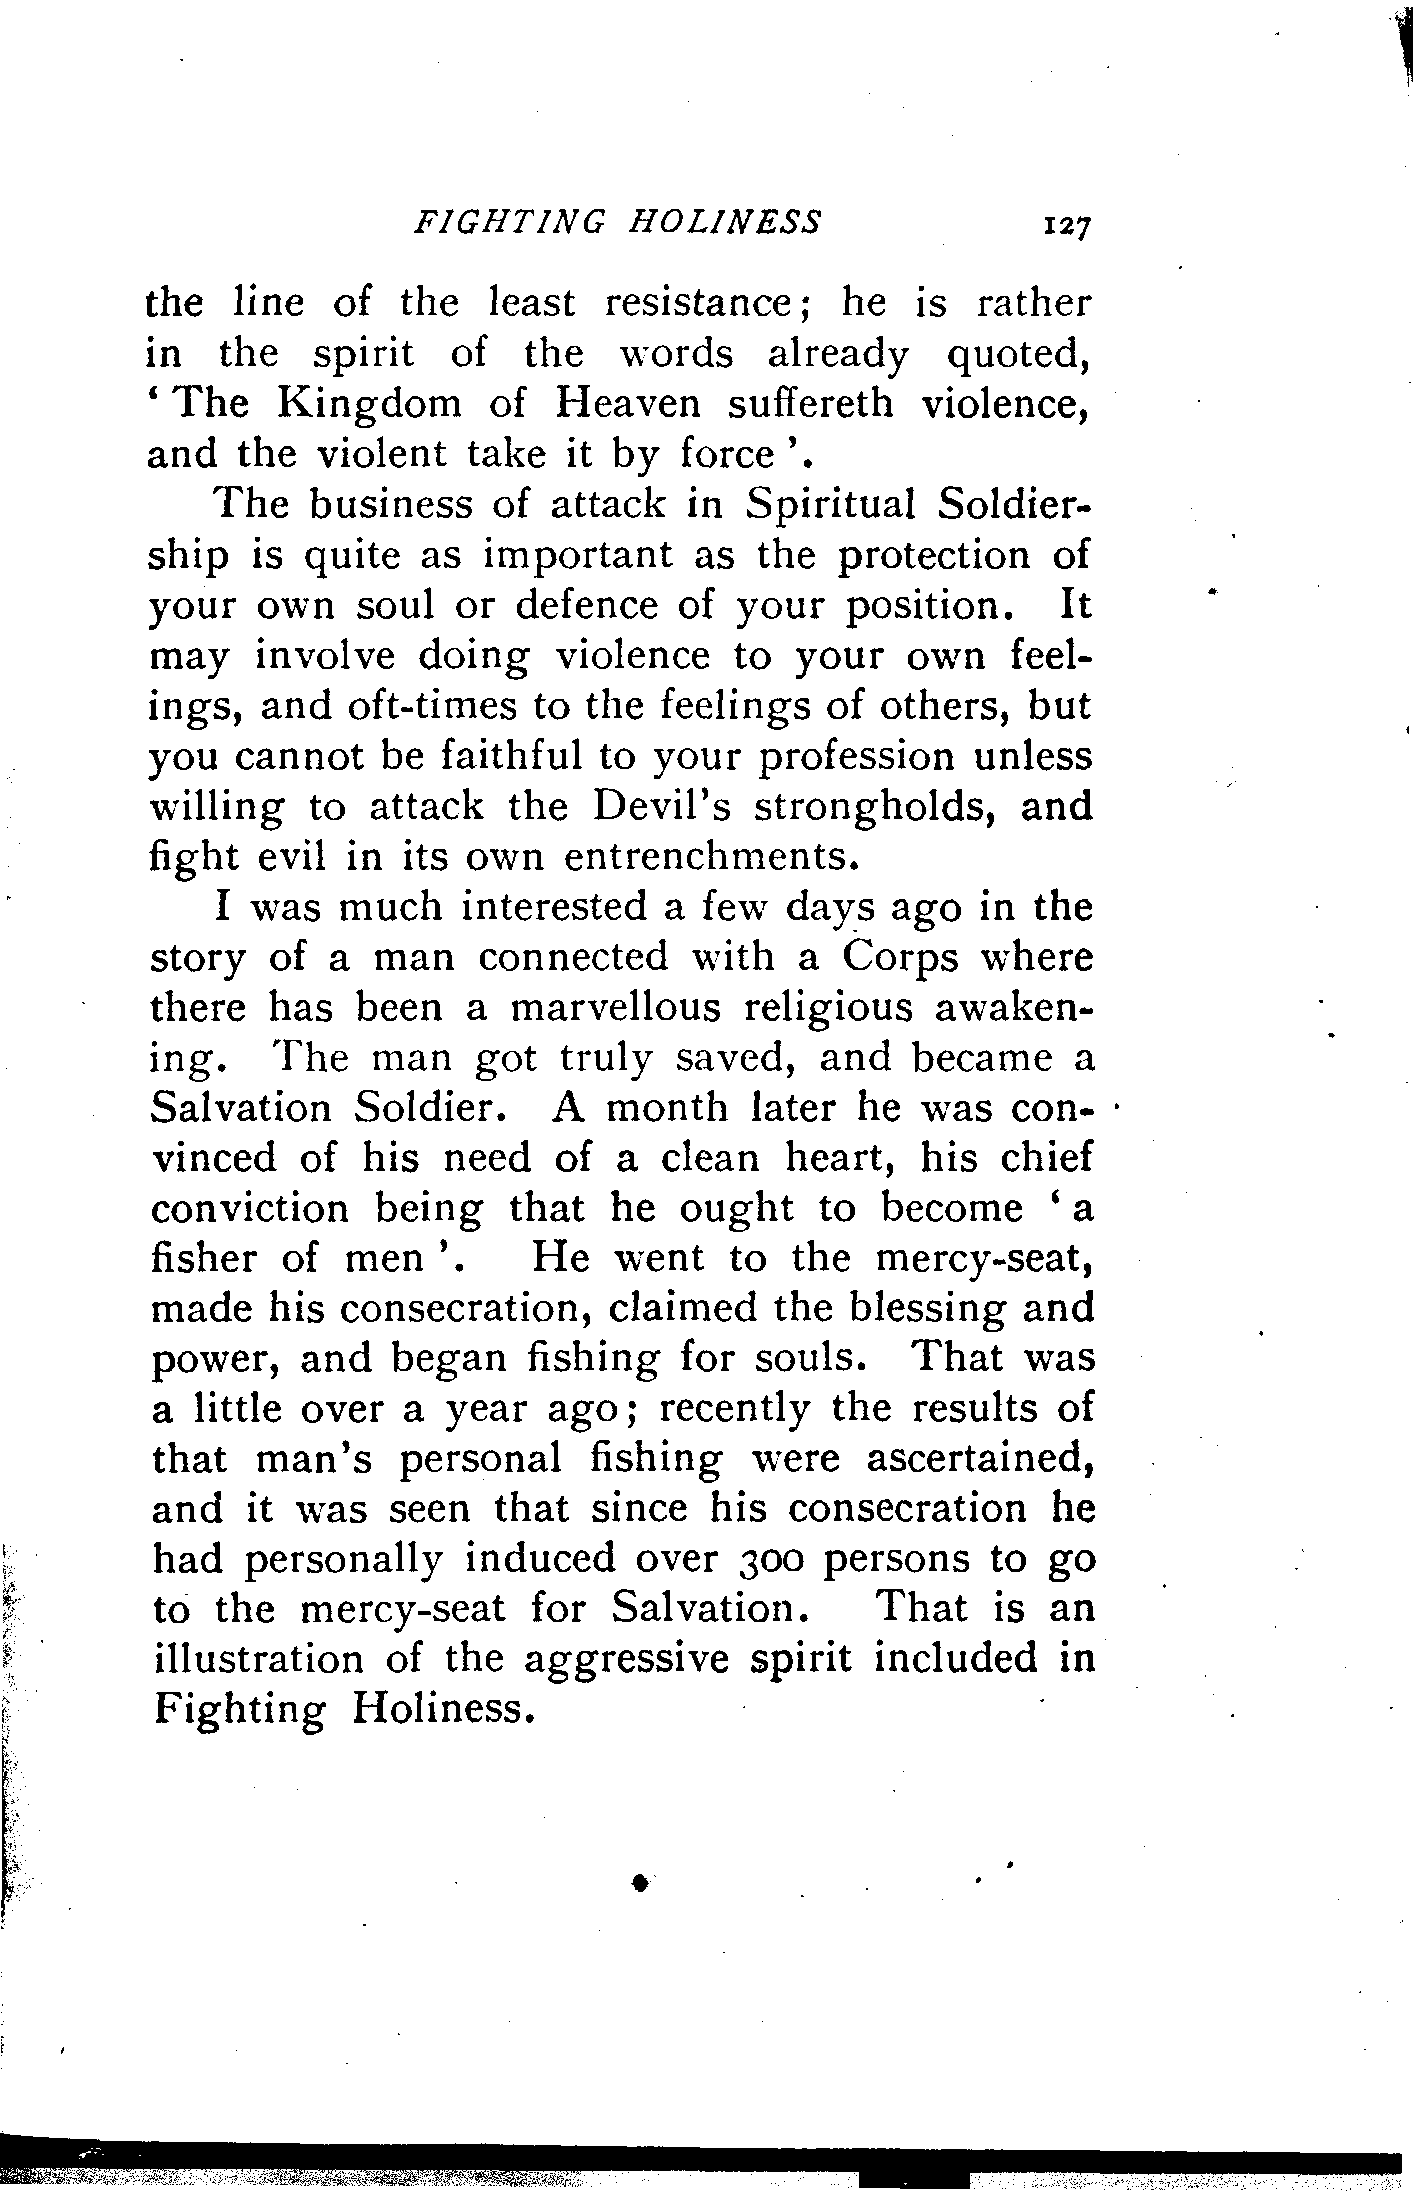 FIGHTING HOLINESS 127
the line of the least resistance; he is rather
in the spirit of the words already quoted,
‘ The Kingdom of Heaven suffereth violence,
and the violent take it by force ’.
The business of attack in Spiritual Soldier-
ship is quite as important as the protection of
your own soul or defence of your position. It
may involve doing violence to your own feel-
ings, and oft-times to the feelings of others, but
you cannot be faithful to your profession unless
willing to attack the Devil’s strongholds, and
fight evil in its own entrenchments.
I was much interested a few days ago in the
story of a man connected with a Corps where
there has been a marvellous religious awaken-
ing. The man got truly saved, and became a
Salvation Soldier. A month later he was con-
vinced of his need of a clean heart, his chief
conviction being that he ought to become ‘ a
fisher of men ’. He went to the mercy-seat,
made his consecration, claimed the blessing and
power, and began fishing for souls. That was
a little over a year ago; recently the results of
that man’s personal fishing were ascertained,
and it was seen that since his consecration he
had personally induced over 300 persons to go
to the mercy-seat for Salvation. That is an
illustration of the aggressive spirit included in
Fighting Holiness.